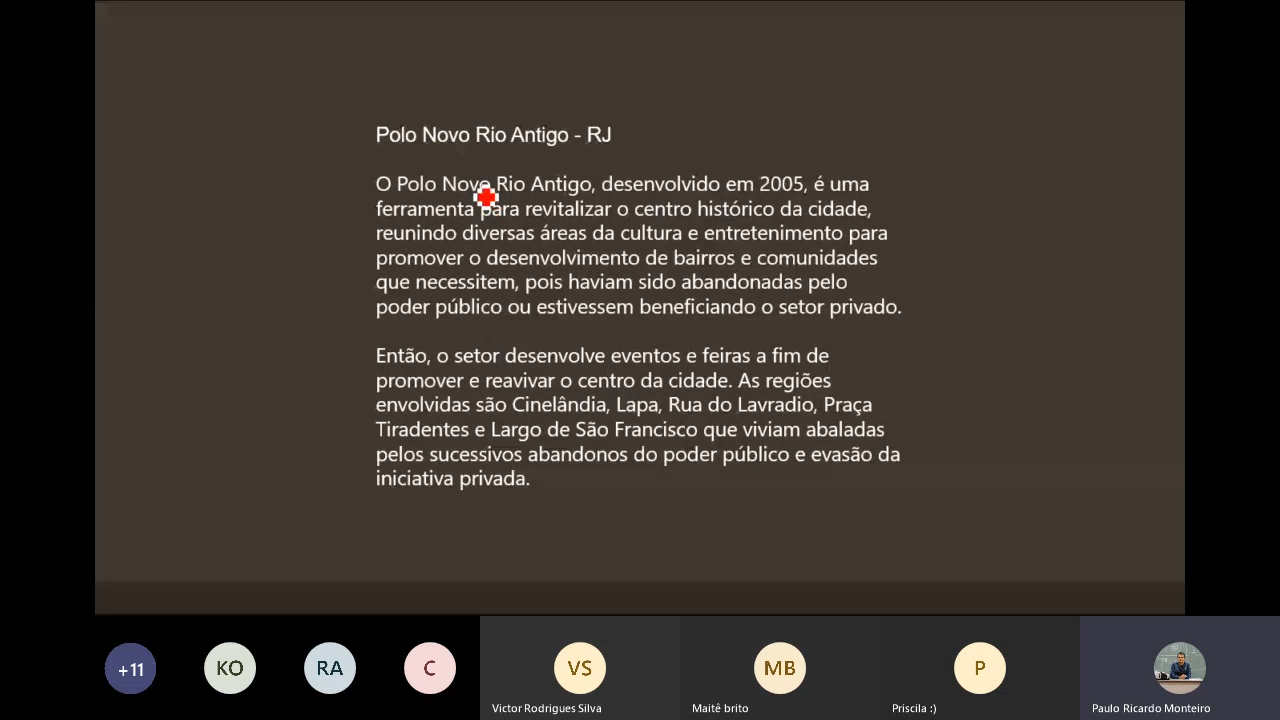 Polo Novo Rio Antigo - RJ
O Polo Novo Rio Antigo, desenvolvido em 2005, é uma
ferramenta para revitalizar o centro histórico da cidade,
reunindo diversas áreas da cultura e entretenimento para
promover o desenvolvimento de bairros e comunidades
que necessitem, pois haviam sido abandonadas pelo
poder público ou estivessem beneficiando o setor privado.
Então, o setor desenvolve eventos e feiras a fim de
promover e reavivar o centro da cidade. As regiões
envolvidas são Cinelândia, Lapa, Rua do Lavradio, Praça
Tiradentes e Largo de São Francisco que viviam abaladas
pelos sucessivos abandonos do poder público e evasão da
iniciativa privada.
+11
KO
RA
C
VS
MB
P
Victor Rodrigues Silva
Maitê brito
Priscila :)
Paulo Ricardo Monteiro